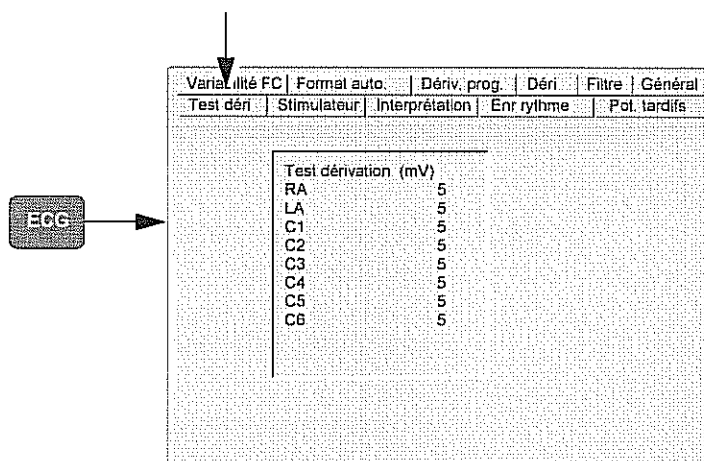 Variabilité FC | Format auto. | Dériv. prog. | Déri | Filtre | Général
Test déri | Stimulateur | Interprétation | Enr rythme | Pot. tardifs
Test dérivation (mV)
RA 5
LA 5
ECG
C1 5
C2 5
C3 5
C4 5
C5 5
C6 5